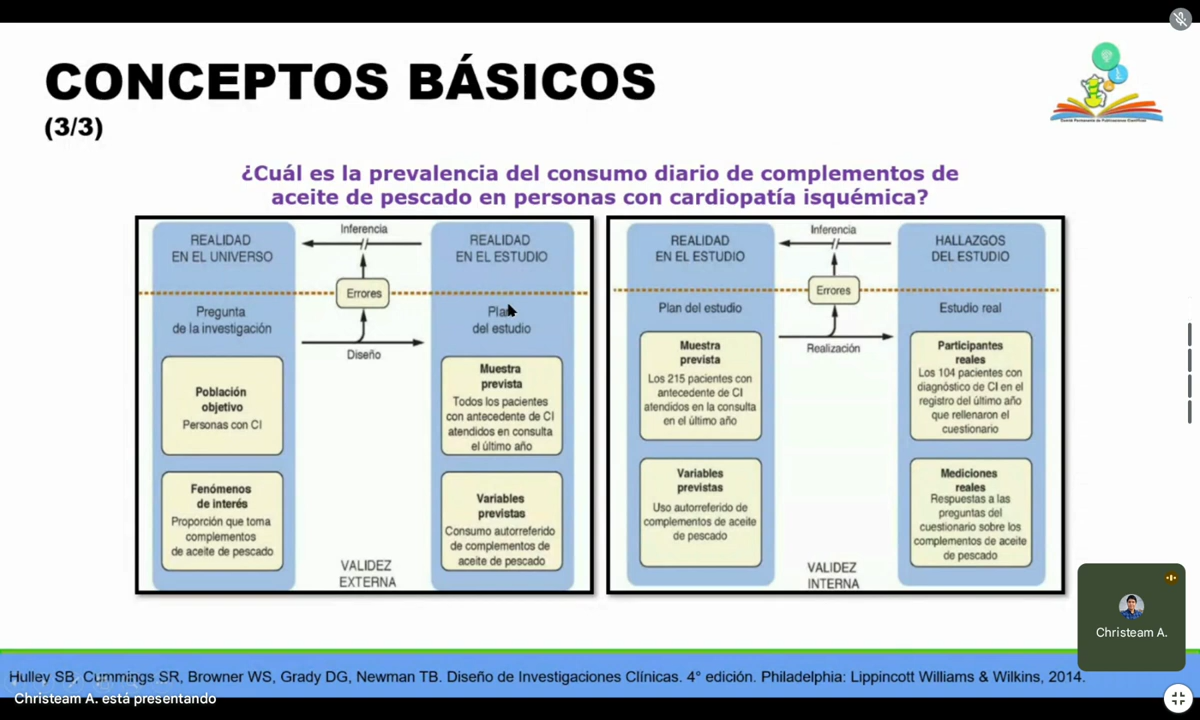 CONCEPTOS BÁSICOS
(3/3)
¿Cuál es la prevalencia del consumo diario de complementos de
aceite de pescado en personas con cardiopatía isquémica?
REALIDAD
EN EL UNIVERSO
Inferencia
REALIDAD
EN EL ESTUDIO
Errores
Pregunta
de la investigación
Diseño
Plan
del estudio
Población
objetivo
Personas con CI
Muestra
prevista
Todos los pacientes
con antecedente de CI
atendidos en consulta
el último año
Fenómenos
de interés
Proporción que toma
complementos
de aceite de pescado
Variables
previstas
Consumo autorreferido
de complementos de
aceite de pescado
VALIDEZ
EXTERNA
REALIDAD
EN EL ESTUDIO
Inferencia
HALLAZGOS
DEL ESTUDIO
Errores
Plan del estudio
Realización
Estudio real
Muestra
prevista
Los 215 pacientes con
antecedente de CI
atendidos en la consulta
en el último año
Participantes
reales
Los 104 pacientes con
diagnóstico de CI en el
registro del último año
que rellenaron el
cuestionario
Variables
previstas
Uso autorreferido de
complementos de aceite
de pescado
Mediciones
reales
Respuestas a las
preguntas del
cuestionario sobre los
complementos de aceite
de pescado
VALIDEZ
INTERNA
Christeam A.
Hulley SB, Cummings SR, Browner WS, Grady DG, Newman TB. Diseño de Investigaciones Clínicas. 4° edición. Philadelphia: Lippincott Williams & Wilkins, 2014.
Christeam A. está presentando